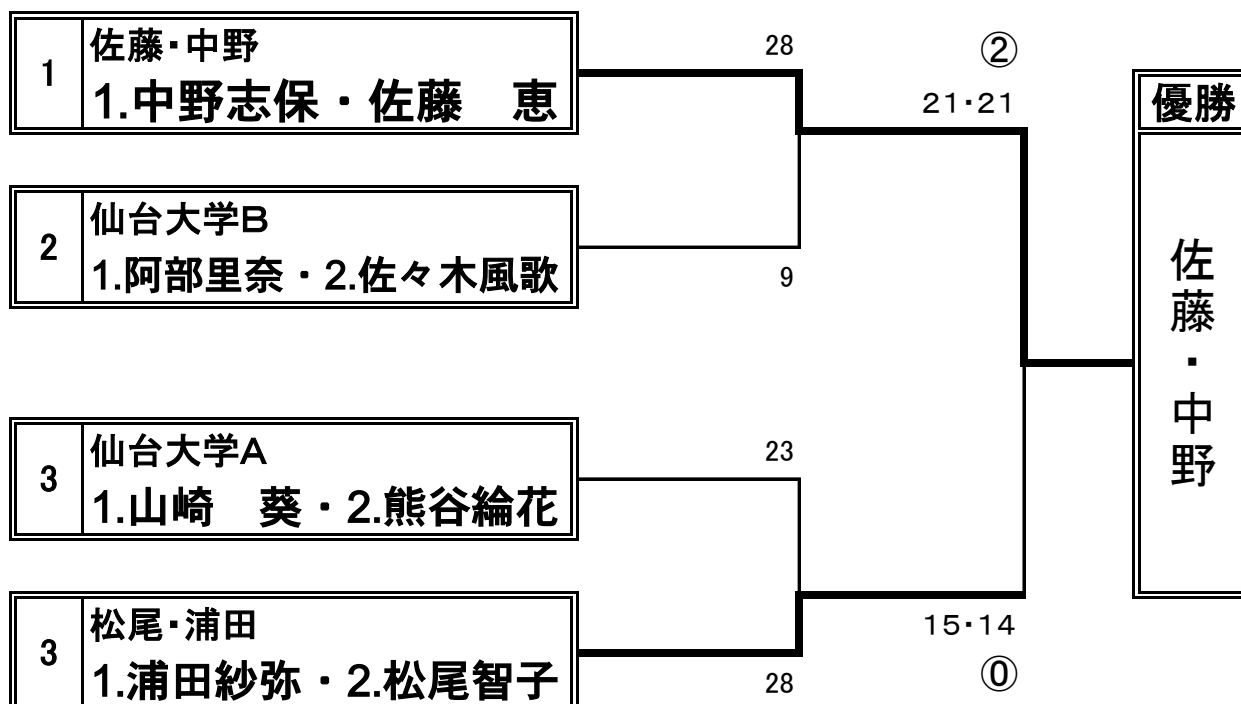 1
佐藤・中野
1.中野志保・佐藤　恵
28
②
21・21
優勝
2
仙台大学B
1.阿部里奈・2.佐々木風歌
9
佐藤・中野
3
仙台大学A
1.山崎　葵・2.熊谷綸花
23
3
松尾・浦田
1.浦田紗弥・2.松尾智子
28
15・14
⓪